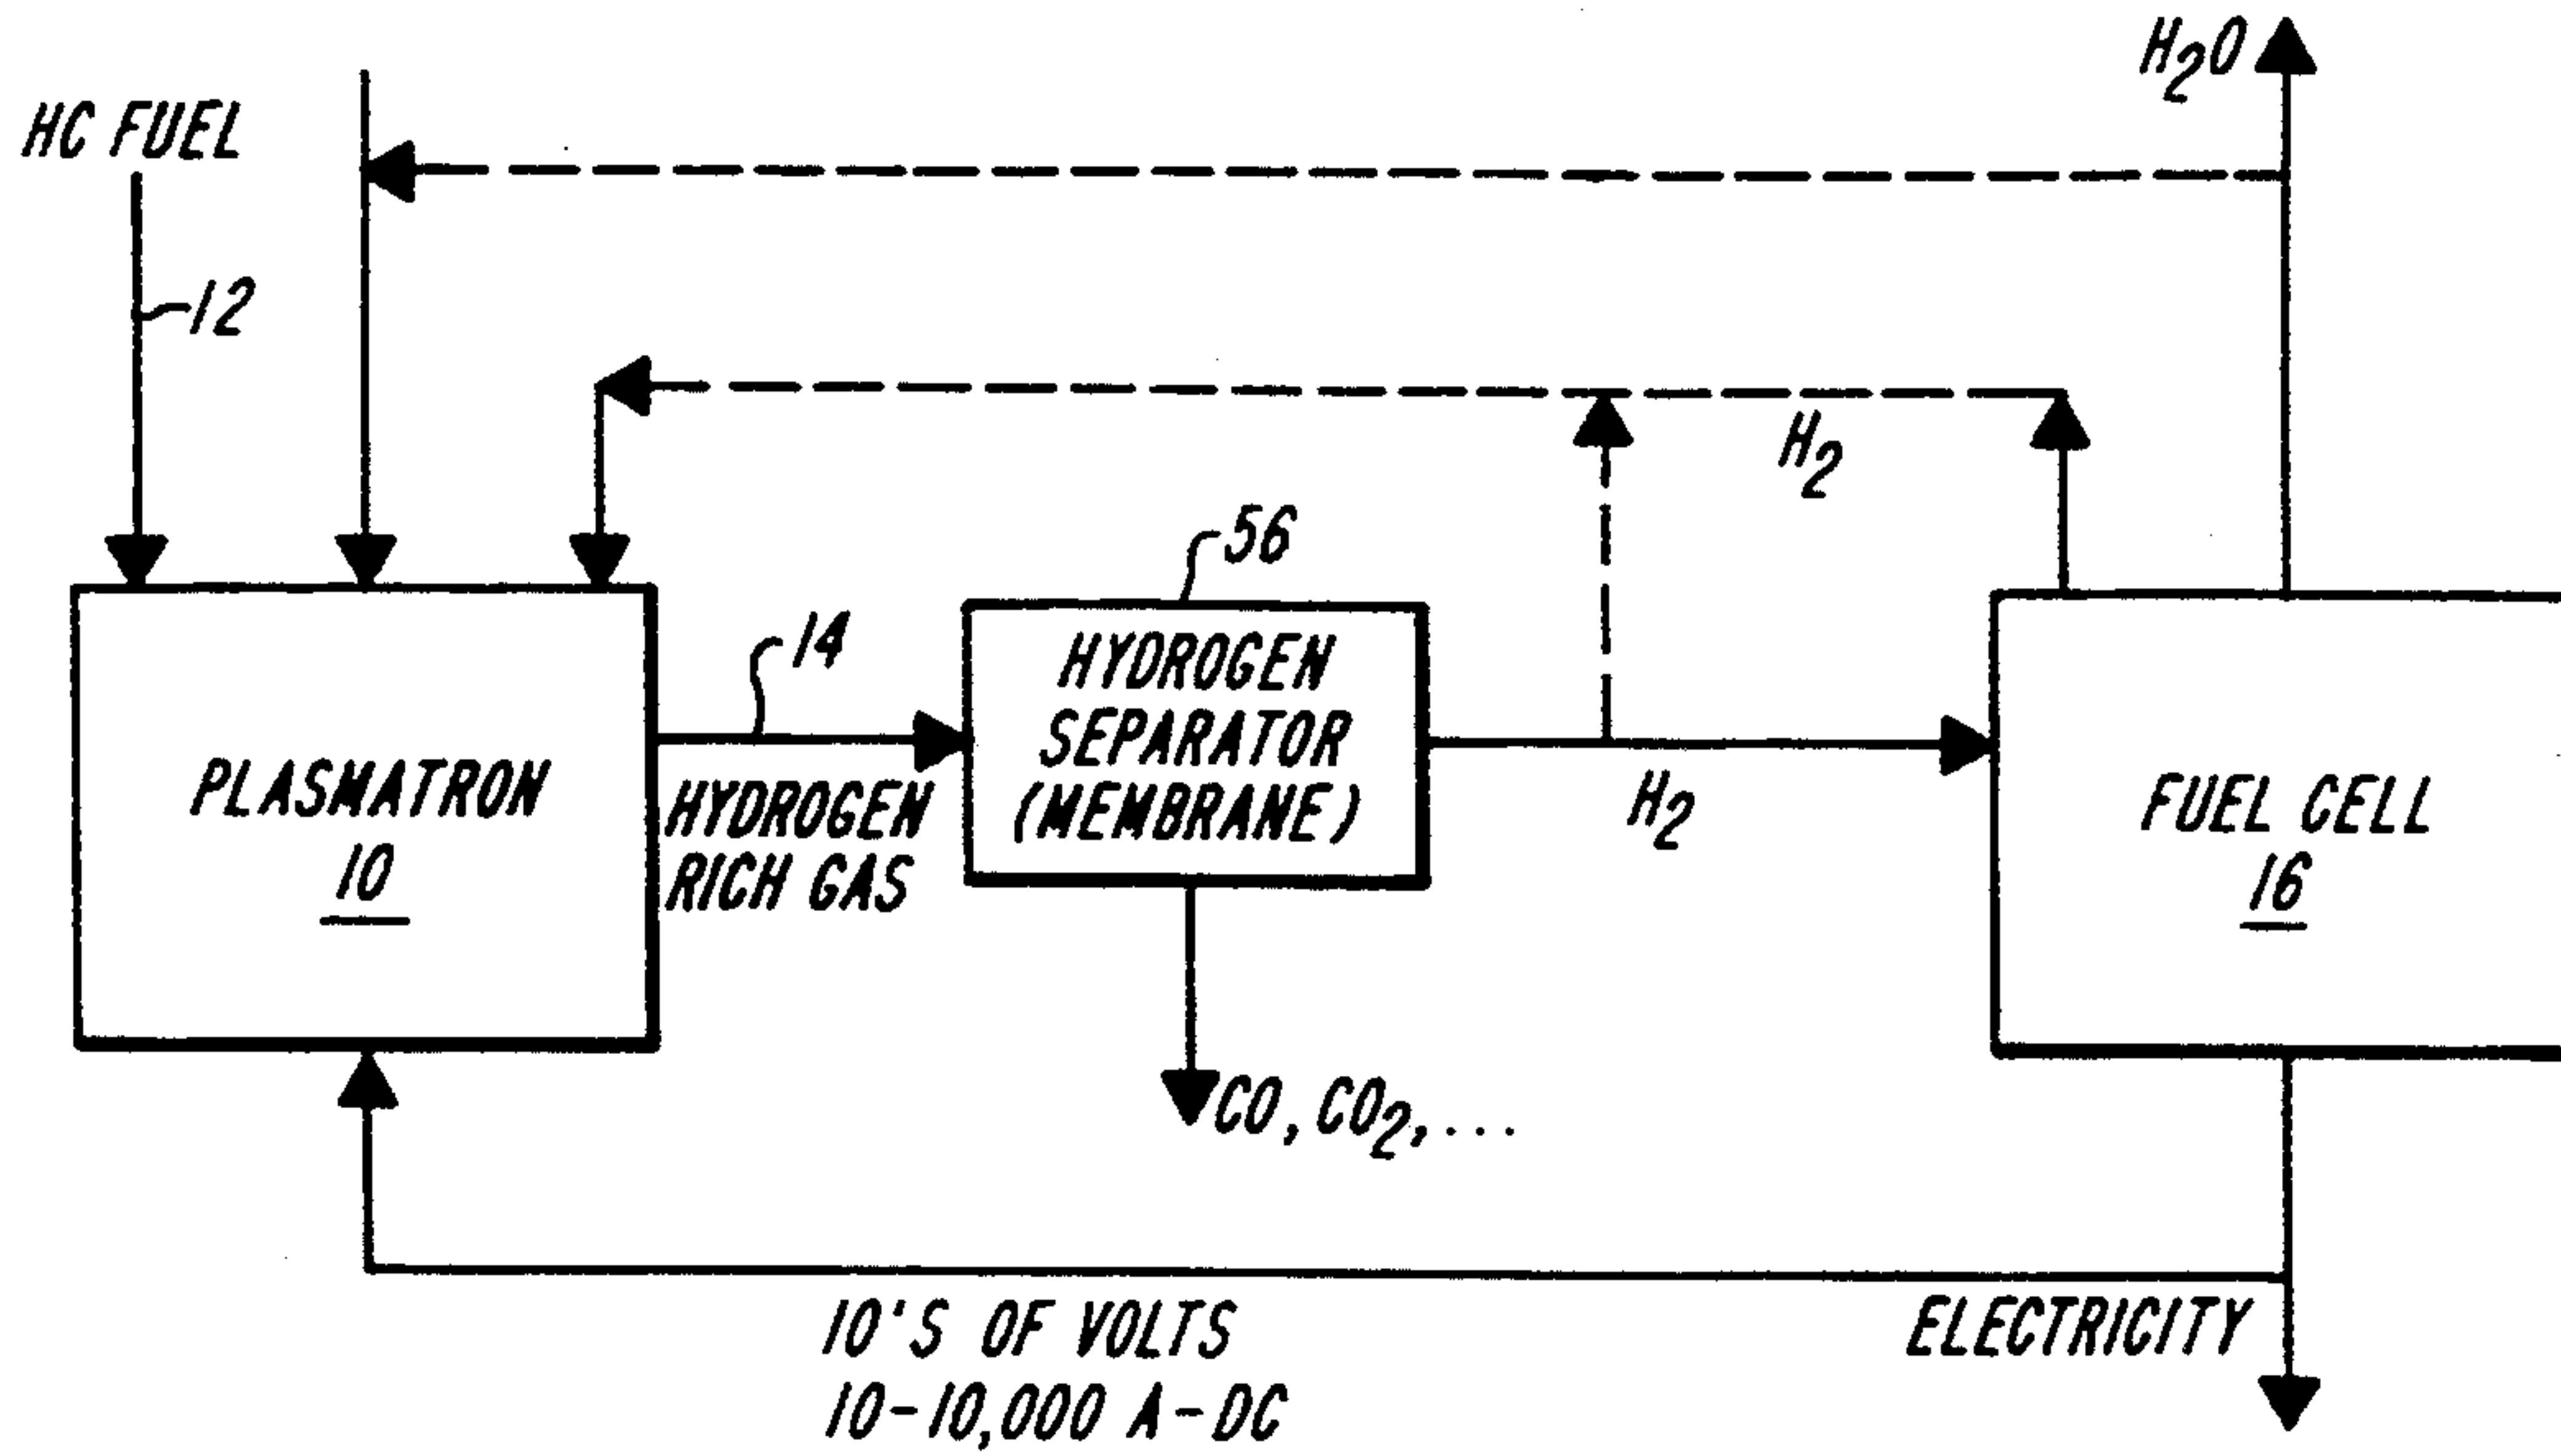 H2O
HC FUEL
12
H2
56
14
HYDROGEN
SEPARATOR
(MEMBRANE)
PLASMATRON
10
HYDROGEN
RICH GAS
H2
FUEL CELL
16
CO, CO2, ...
10'S OF VOLTS
10-10,000 A-DC
ELECTRICITY